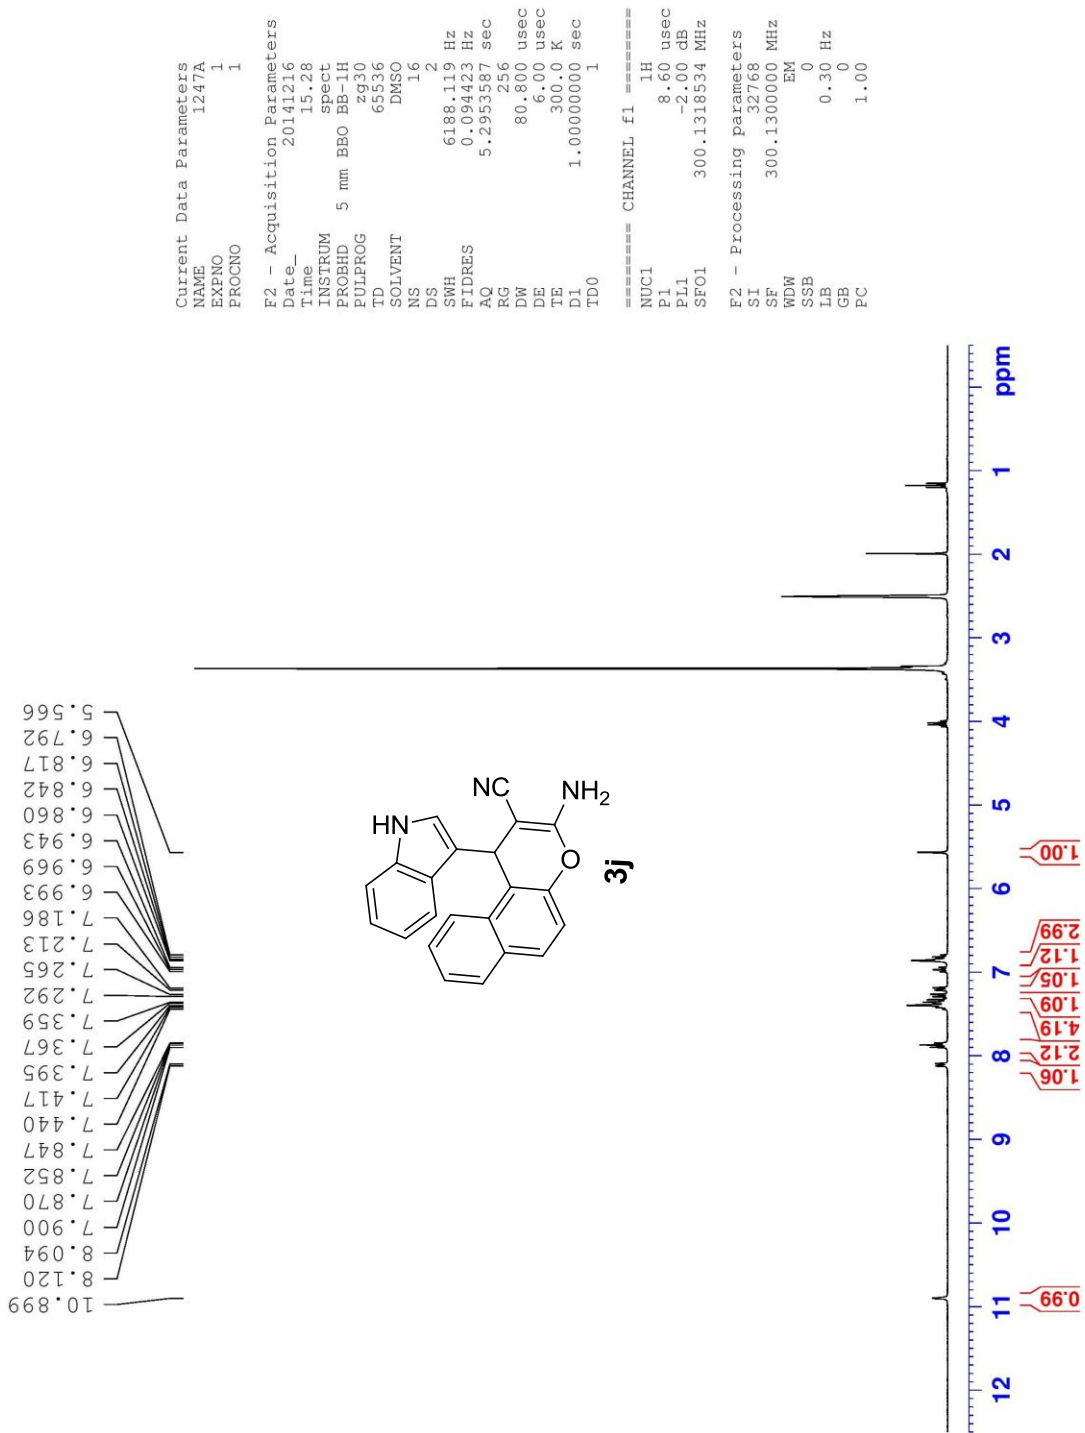 Current Data Parameters
NAME 1247A
EXPNO 1
PROCNO 1
F2 - Acquisition Parameters
Date_ 20141216
Time 15.28
INSTRUM spect
PROBHD 5 mm BBO BB-1H
PULPROG zg30
TD 65536
SOLVENT DMSO
NS 16
DS 2
SWH 6188.119 Hz
FIDRES 0.094423 Hz
AQ 5.2953587 sec
RG 256
DW 80.800 usec
DE 6.00 usec
TE 300.0 K
D1 1.00000000 sec
TD0 1
======== CHANNEL f1 ========
NUC1 1H
P1 8.60 usec
PL1 -2.00 dB
SFO1 300.1318534 MHz
F2 - Processing parameters
SI 32768
SF 300.1300000 MHz
WDW EM
SSB 0
LB 0.30 Hz
GB 0
PC 1.00
10.899
8.120
8.094
7.900
7.870
7.852
7.847
7.440
7.417
7.395
7.367
7.359
7.292
7.265
7.213
7.186
6.993
6.969
6.943
6.860
6.842
6.817
6.792
5.566
HN
NC
NH2
O
3j
12 11 10 9 8 7 6 5 4 3 2 1 ppm
0.99
1.06
2.12
4.19
1.09
1.05
1.12
2.99
1.00